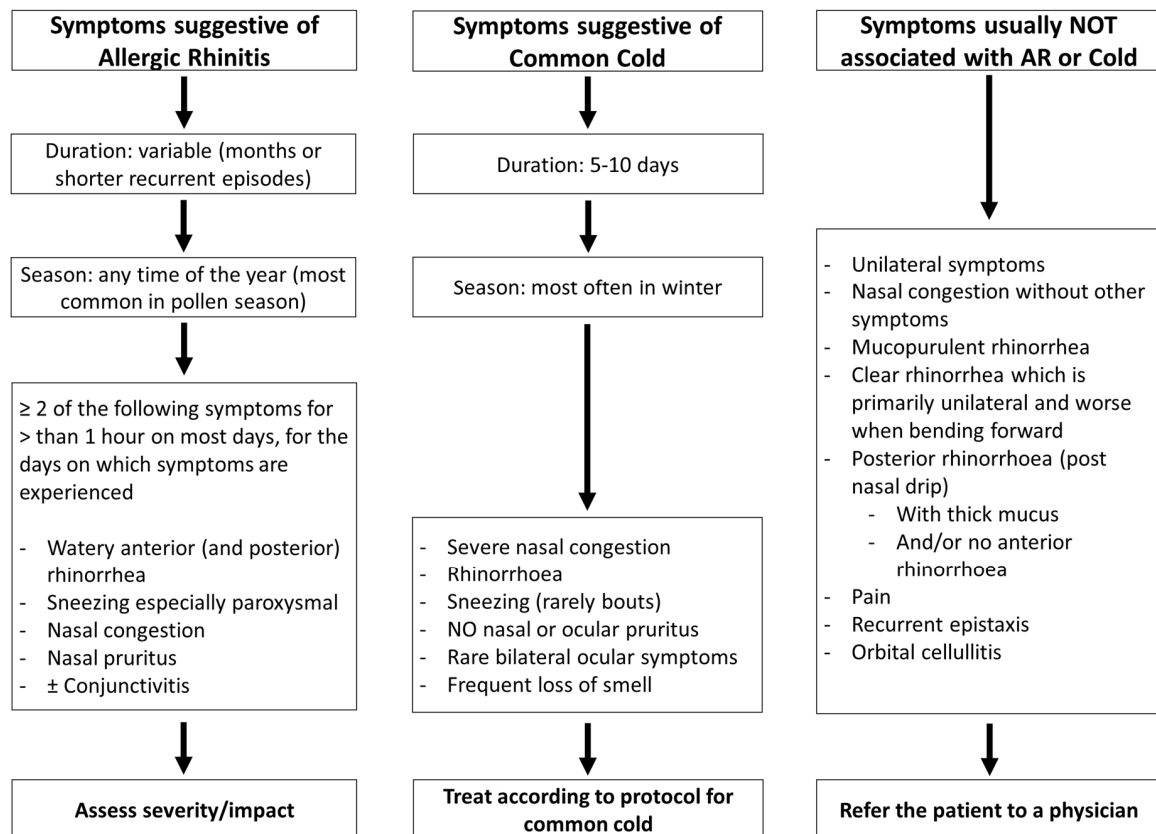 Symptoms suggestive of
Allergic Rhinitis
Duration: variable (months or
shorter recurrent episodes)
Season: any time of the year (most
common in pollen season)
≥ 2 of the following symptoms for
> than 1 hour on most days, for the
days on which symptoms are
experienced
- Watery anterior (and posterior)
rhinorrhea
- Sneezing especially paroxysmal
- Nasal congestion
- Nasal pruritus
- ± Conjunctivitis
Assess severity/impact
Symptoms suggestive of
Common Cold
Duration: 5-10 days
Season: most often in winter
- Severe nasal congestion
- Rhinorrhoea
- Sneezing (rarely bouts)
- NO nasal or ocular pruritus
- Rare bilateral ocular symptoms
- Frequent loss of smell
Treat according to protocol for
common cold
Symptoms usually NOT
associated with AR or Cold
- Unilateral symptoms
- Nasal congestion without other
symptoms
- Mucopurulent rhinorrhea
- Clear rhinorrhea which is
primarily unilateral and worse
when bending forward
- Posterior rhinorrhoea (post
nasal drip)
- With thick mucus
- And/or no anterior
rhinorrhoea
- Pain
- Recurrent epistaxis
- Orbital cellullitis
Refer the patient to a physician